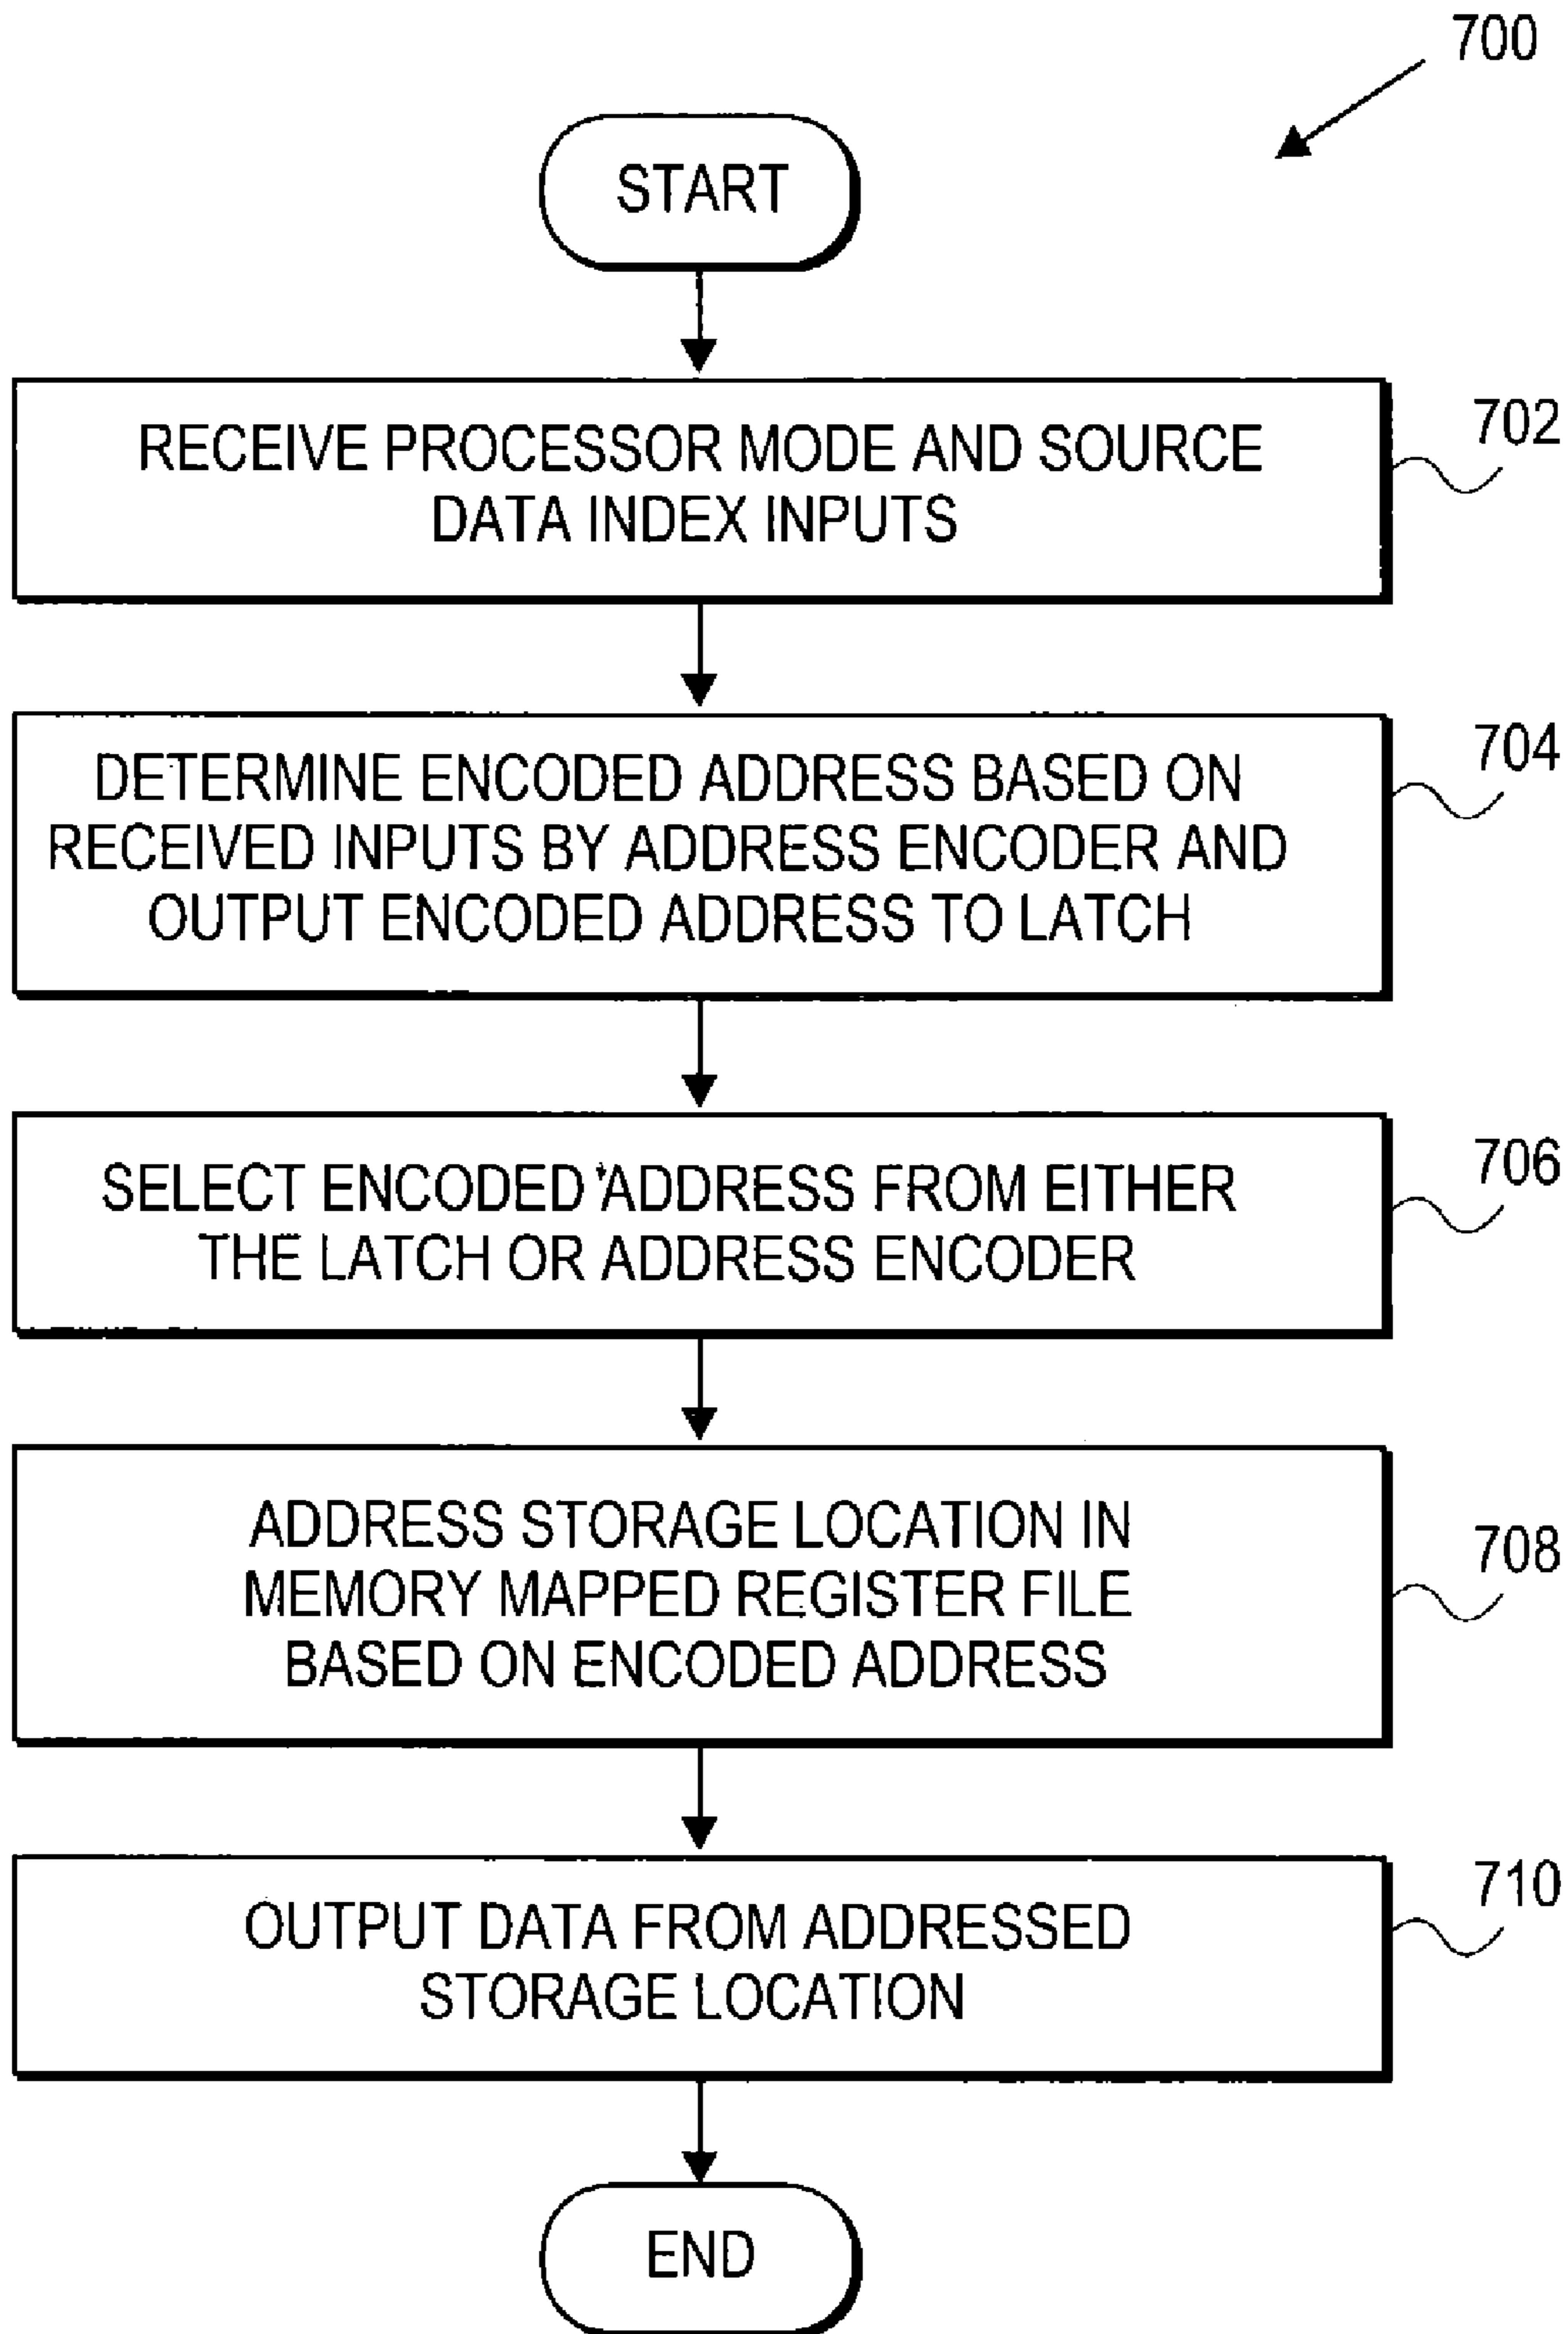 700
START
RECEIVE PROCESSOR MODE AND SOURCE
DATA INDEX INPUTS
702
DETERMINE ENCODED ADDRESS BASED ON
RECEIVED INPUTS BY ADDRESS ENCODER AND
OUTPUT ENCODED ADDRESS TO LATCH
704
SELECT ENCODED ADDRESS FROM EITHER
THE LATCH OR ADDRESS ENCODER
706
ADDRESS STORAGE LOCATION IN
MEMORY MAPPED REGISTER FILE
BASED ON ENCODED ADDRESS
708
OUTPUT DATA FROM ADDRESSED
STORAGE LOCATION
710
END